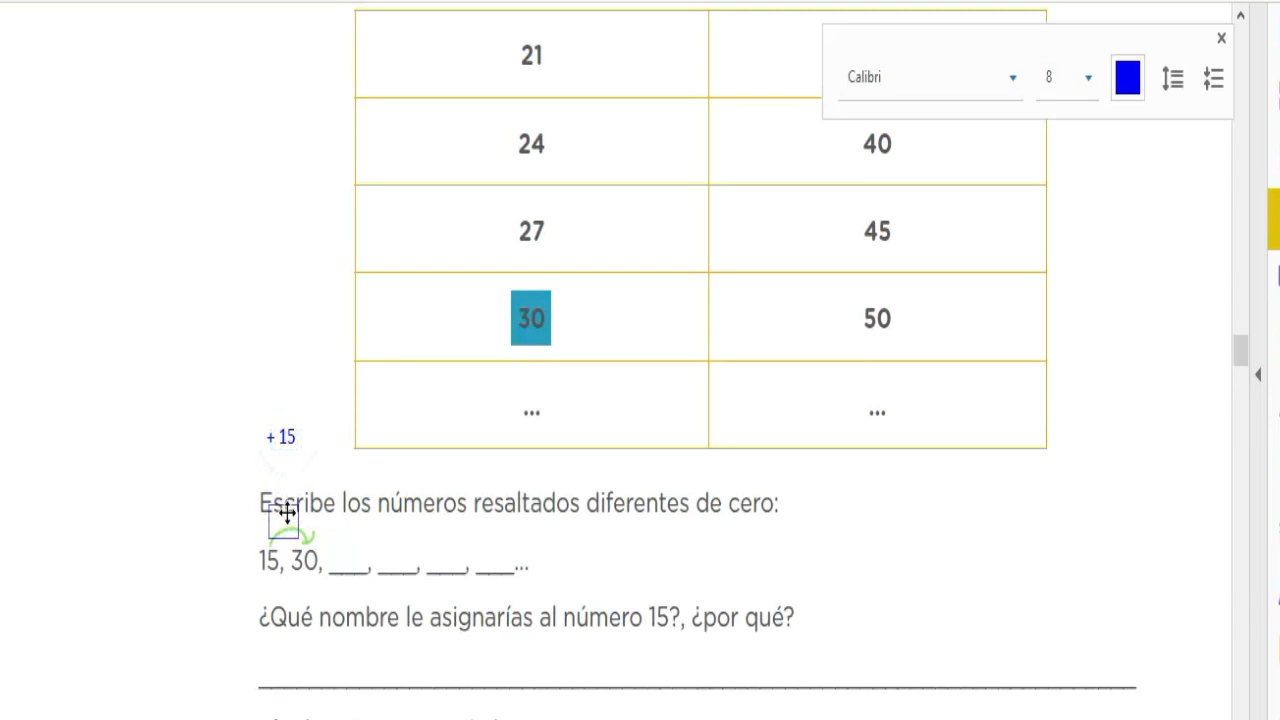 21
Calibri 8
24 40
27 45
30 50
... ...
+ 15
Escribe los números resaltados diferentes de cero:
15, 30, ___, ___, ___, ___...
¿Qué nombre le asignarías al número 15?, ¿por qué?